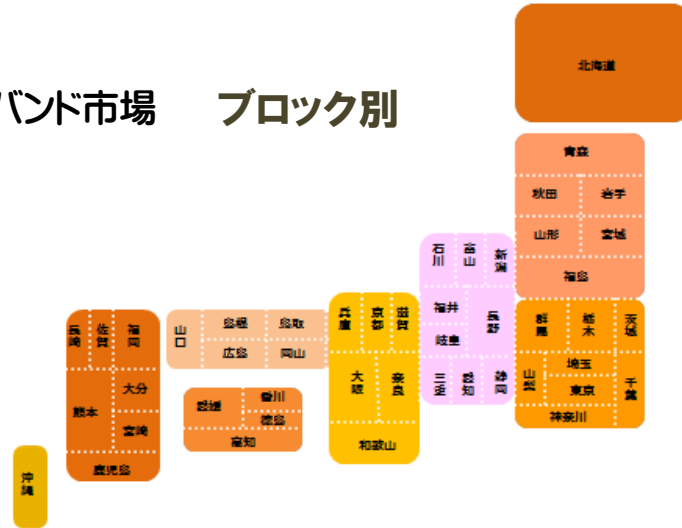 バンド市場 ブロック別
北海道
青森
秋田 岩手
山形 宮城
福島
石川 富山 新潟
福井 長野
岐阜
三重 愛知 静岡
群馬 栃木 茨城
埼玉
山梨 東京 千葉
神奈川
兵庫 京都 滋賀
大阪 奈良
和歌山
山口 島根 鳥取
広島 岡山
愛媛 香川
徳島
高知
長崎 佐賀 福岡
熊本 大分
宮崎
鹿児島
沖縄